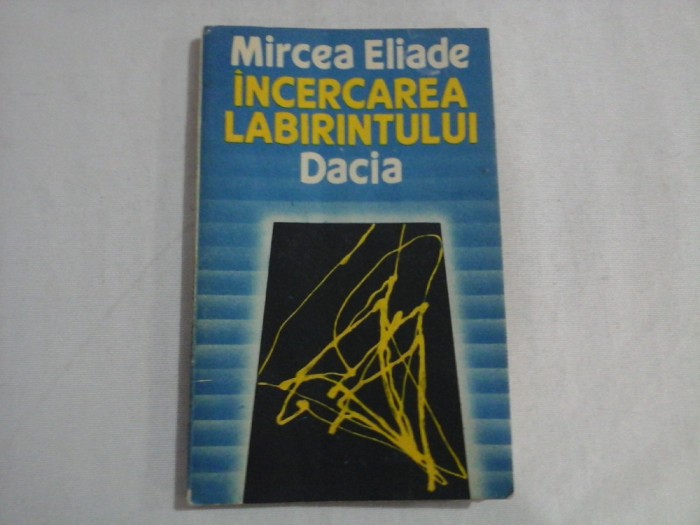 Mircea Eliade
ÎNCERCAREA
LABIRINTULUI
Dacia